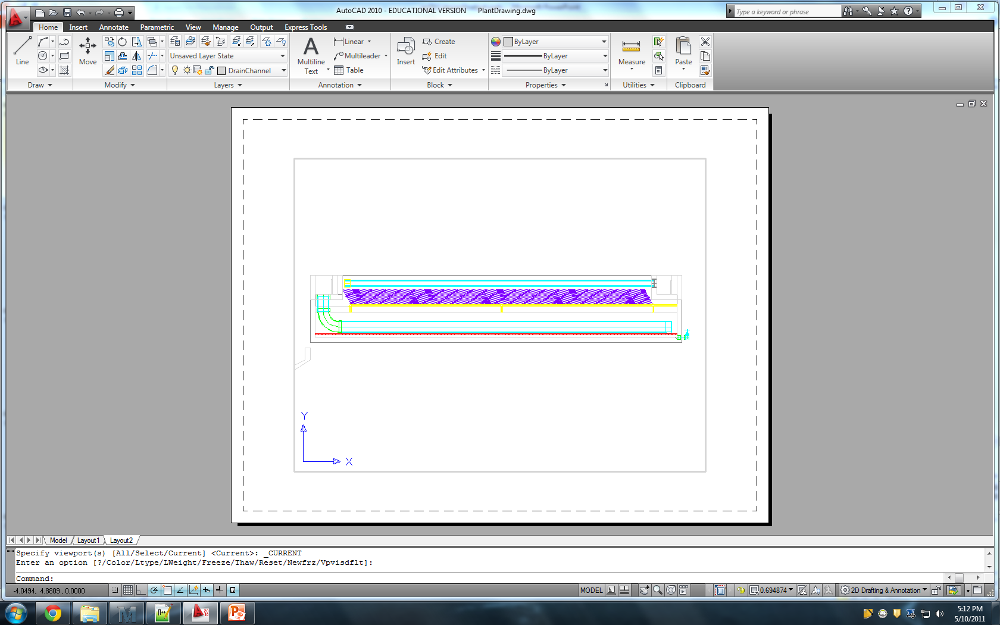 AutoCAD 2010 - EDUCATIONAL VERSION PlantDrawing.dwg
Type a keyword or phrase
Home Insert Annotate Parametric View Manage Output Express Tools
Line
Move
Unsaved Layer State
DrainChannel
A
Multiline Text
Linear
Multileader
Table
Insert
Create
Edit
Edit Attributes
ByLayer
ByLayer
ByLayer
Measure
Paste
Draw Modify Layers Annotation Block Properties Utilities Clipboard
Y
X
Model Layout1 Layout2
Specify viewport(s) [All/Select/Current] <Current>: _CURRENT
Enter an option [?/Color/Ltype/LWeight/Freeze/Thaw/Reset/Newfrz/Vpvisdflt]:
Command:
-4.0494, 4.8809, 0.0000
MODEL
0.694874
2D Drafting & Annotation
5:12 PM
5/10/2011